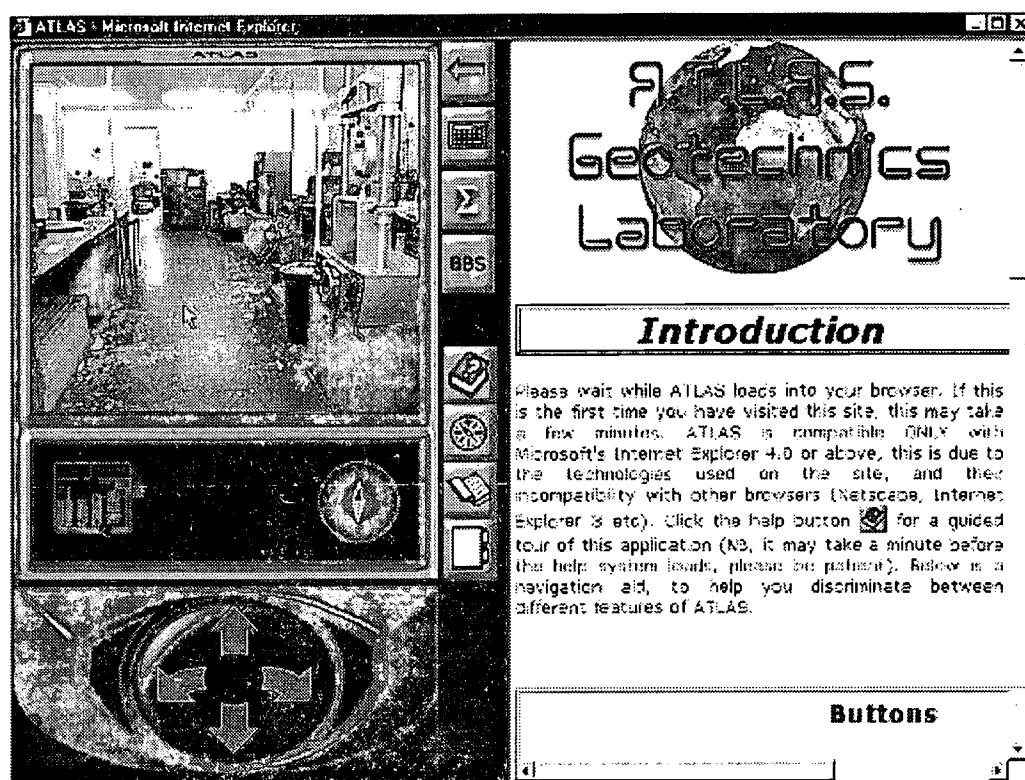 ATLAS - Microsoft Internet Explorer
ATLAS
Σ
BBS
A.T.L.A.S.
Geotechnics
Laboratory
Introduction
Please wait while ATLAS loads into your browser. If this
is the first time you have visited this site, this may take
a few minutes. ATLAS is compatible ONLY with
Microsoft's Internet Explorer 4.0 or above, this is due to
the technologies used on the site, and their
incompatibility with other browsers (Netscape, Internet
Explorer 3 etc). Click the help button for a guided
tour of this application (NB, it may take a minute before
the help system loads, please be patient). Below is a
navigation aid, to help you discriminate between
different features of ATLAS.
Buttons